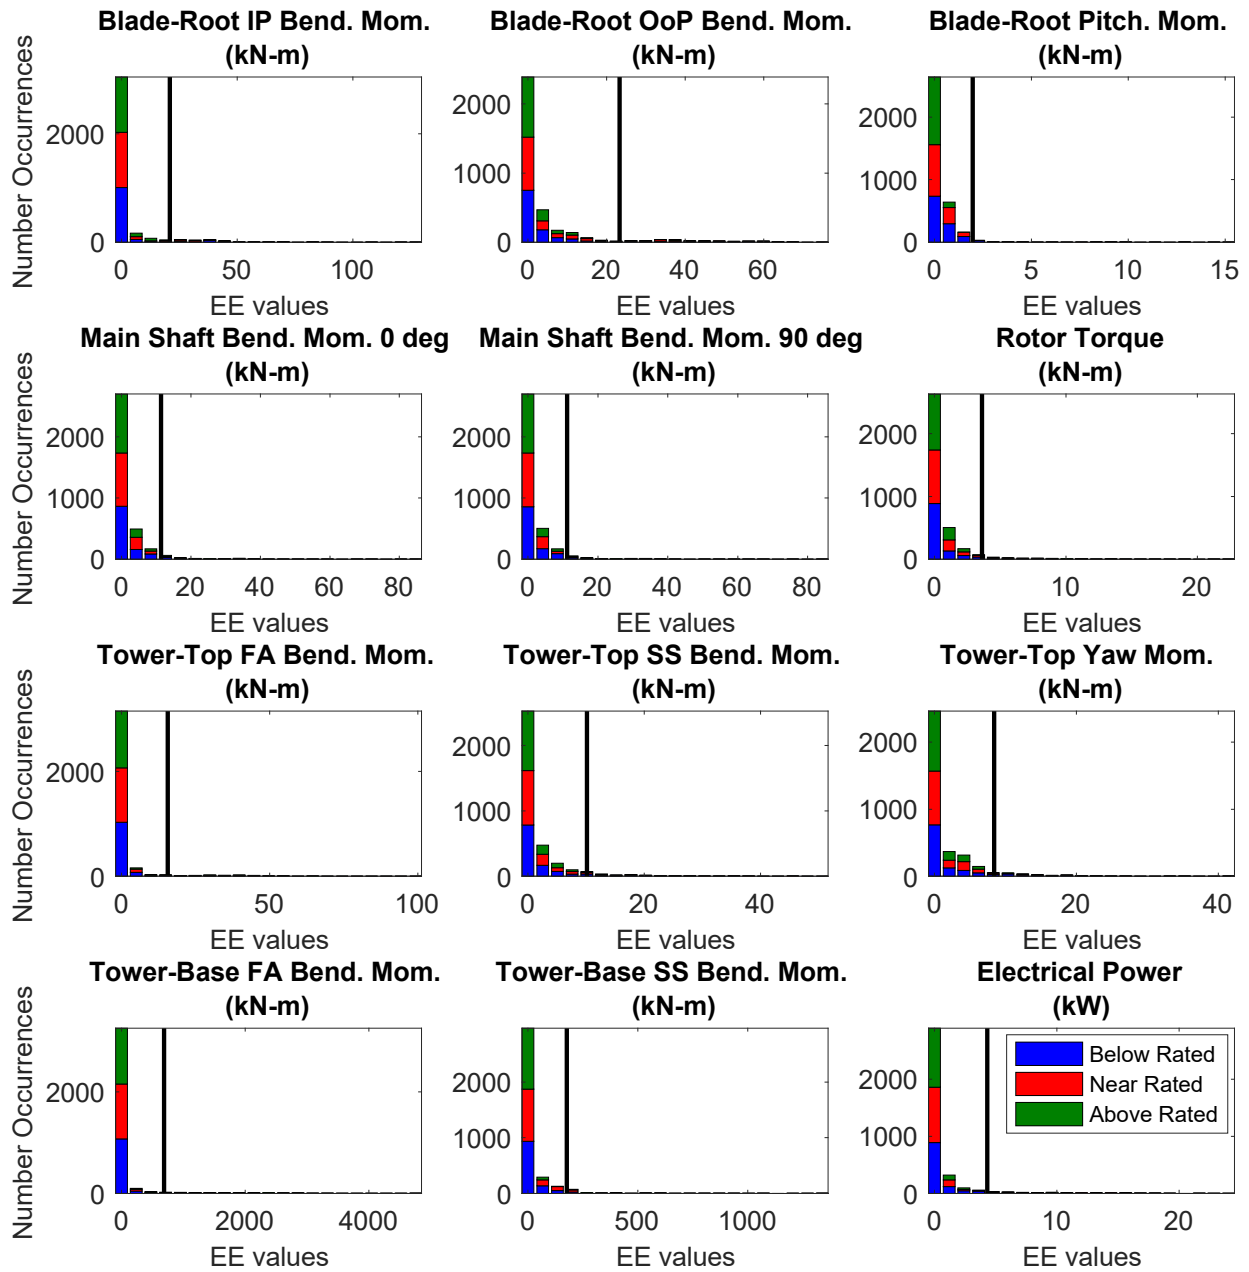 Blade-Root IP Bend. Mom.
(kN-m)
Number Occurrences
2000
0
0 50 100
EE values
Blade-Root OoP Bend. Mom.
(kN-m)
2000
1000
0
0 20 40 60
EE values
Blade-Root Pitch. Mom.
(kN-m)
2000
1000
0
0 5 10 15
EE values
Main Shaft Bend. Mom. 0 deg
(kN-m)
Number Occurrences
2000
1000
0
0 20 40 60 80
EE values
Main Shaft Bend. Mom. 90 deg
(kN-m)
2000
1000
0
0 20 40 60 80
EE values
Rotor Torque
(kN-m)
2000
1000
0
0 10 20
EE values
Tower-Top FA Bend. Mom.
(kN-m)
Number Occurrences
2000
0
0 50 100
EE values
Tower-Top SS Bend. Mom.
(kN-m)
2000
1000
0
0 20 40
EE values
Tower-Top Yaw Mom.
(kN-m)
2000
1000
0
0 20 40
EE values
Tower-Base FA Bend. Mom.
(kN-m)
Number Occurrences
2000
0
0 2000 4000
EE values
Tower-Base SS Bend. Mom.
(kN-m)
2000
1000
0
0 500 1000
EE values
Electrical Power
(kW)
2000
1000
0
0 10 20
EE values
Below Rated
Near Rated
Above Rated